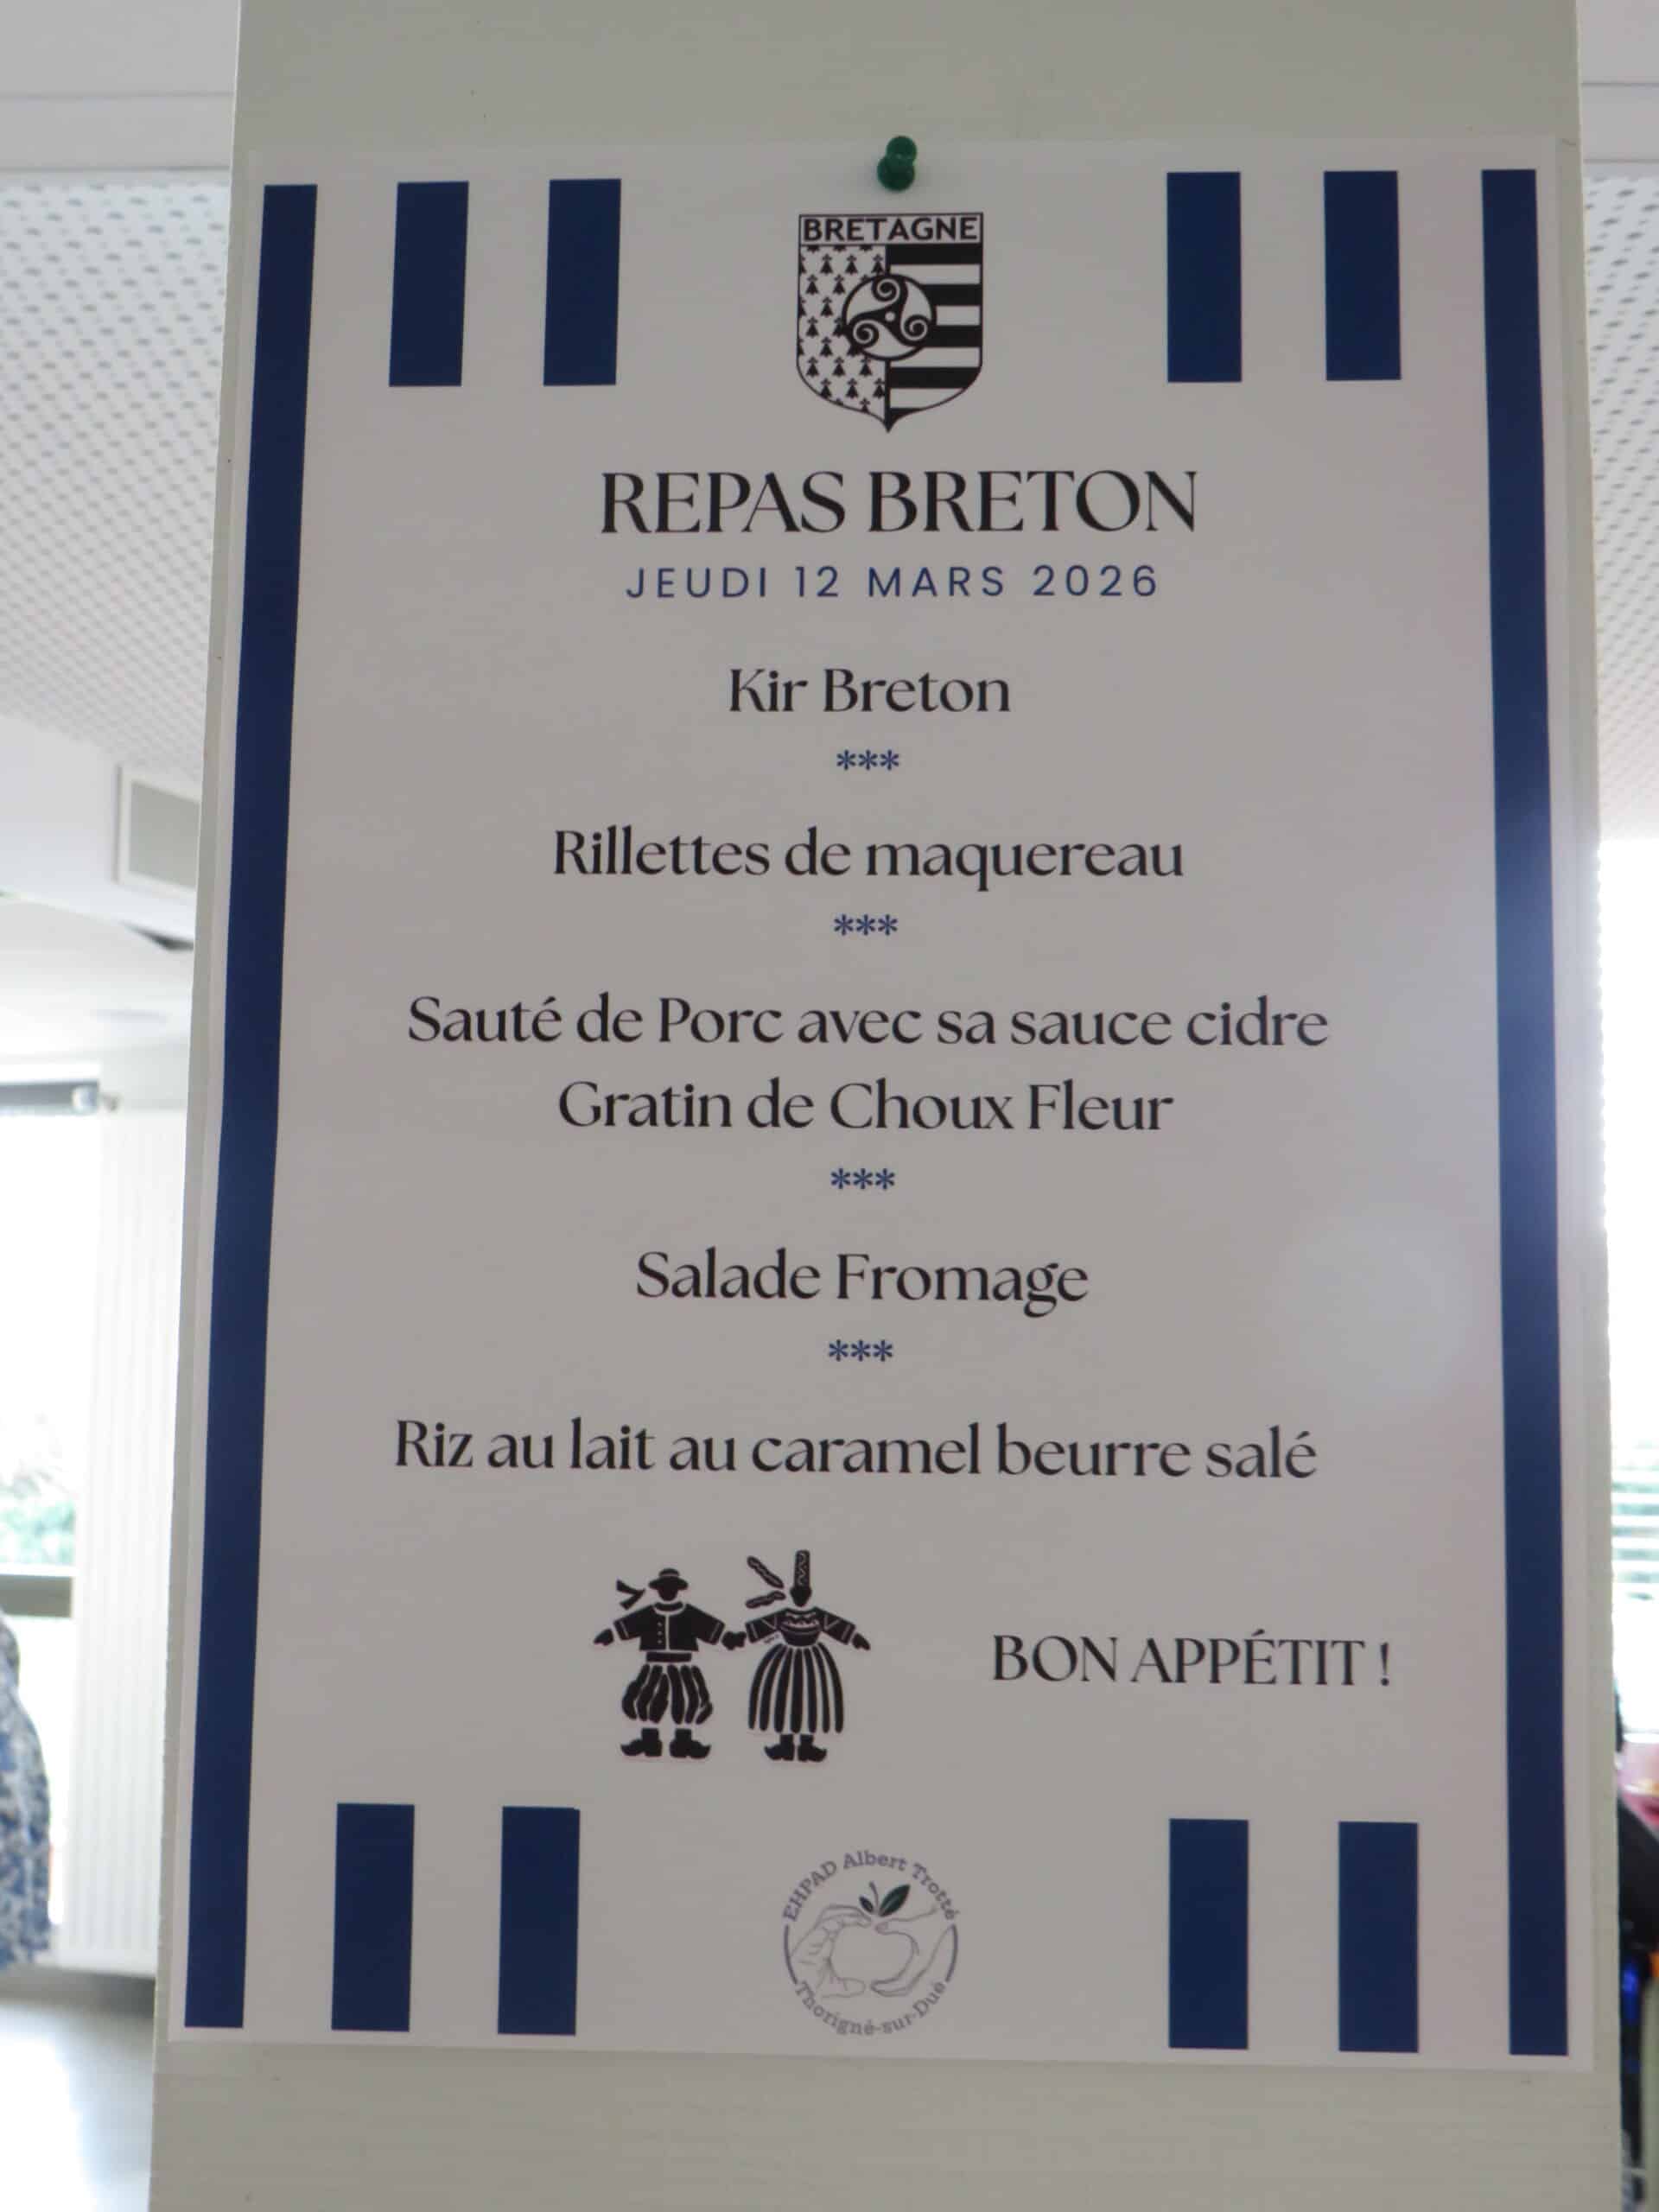 BRETAGNE
REPAS BRETON
JEUDI 12 MARS 2026
Kir Breton
***
Rillettes de maquereau
***
Sauté de Porc avec sa sauce cidre
Gratin de Choux Fleur
***
Salade Fromage
***
Riz au lait au caramel beurre salé
BON APPÉTIT !
EHPAD Albert Trotté
Thorigné-sur-Dué